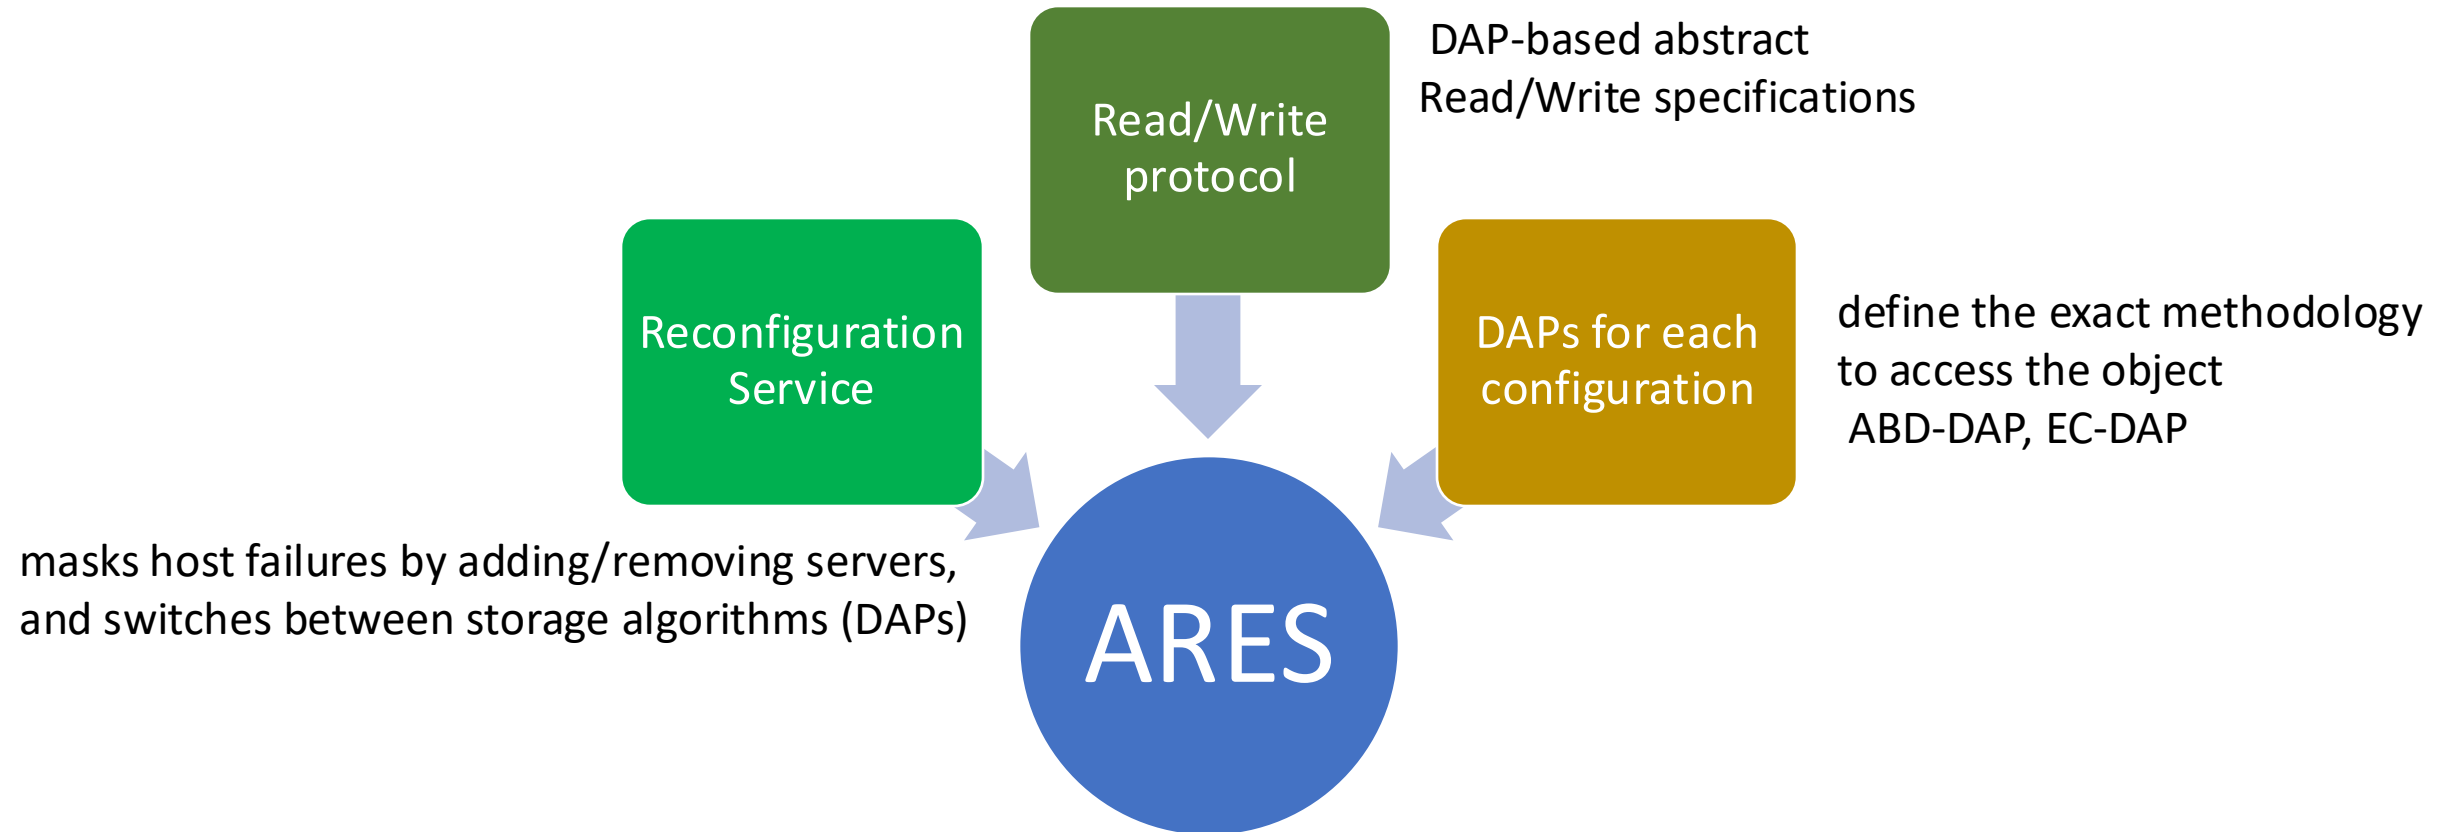 Read/Write
protocol
DAP-based abstract
Read/Write specifications
Reconfiguration
Service
masks host failures by adding/removing servers,
and switches between storage algorithms (DAPs)
DAPs for each
configuration
define the exact methodology
to access the object
ABD-DAP, EC-DAP
ARES